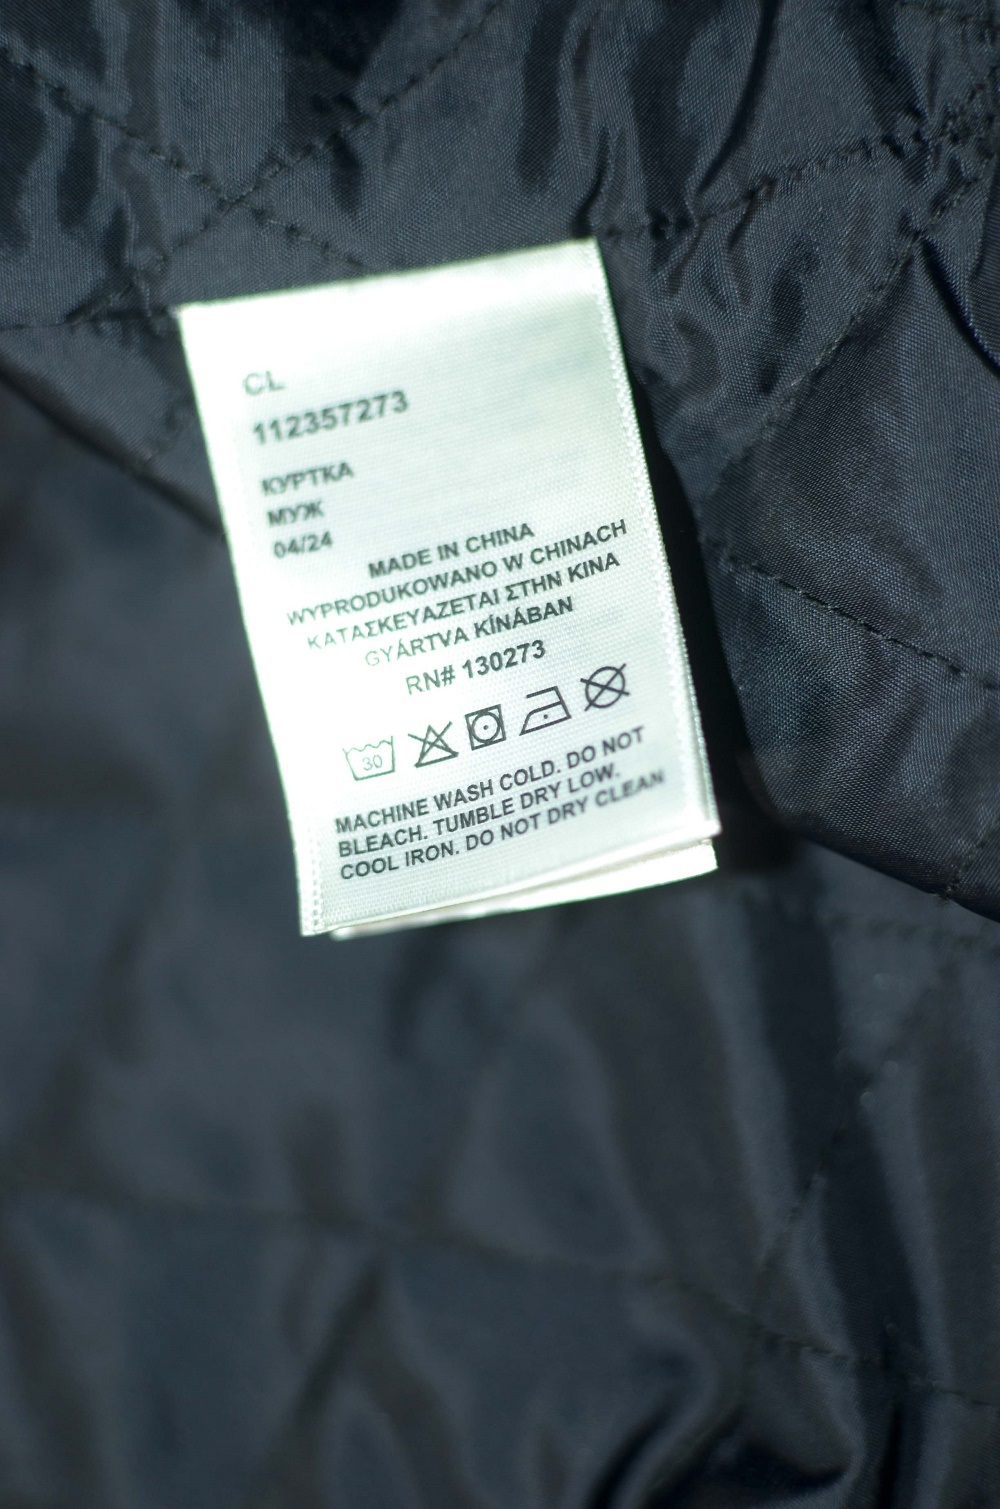 CL
112357273
КУРТКА
МУЖ
04/24
MADE IN CHINA
WYPRODUKOWANO W CHINACH
ΚΑΤΑΣΚΕΥΑΖΕΤΑΙ ΣΤΗΝ ΚΙΝΑ
GYÁRTVA KÍNÁBAN
RN# 130273
30
MACHINE WASH COLD. DO NOT
BLEACH. TUMBLE DRY LOW.
COOL IRON. DO NOT DRY CLEAN